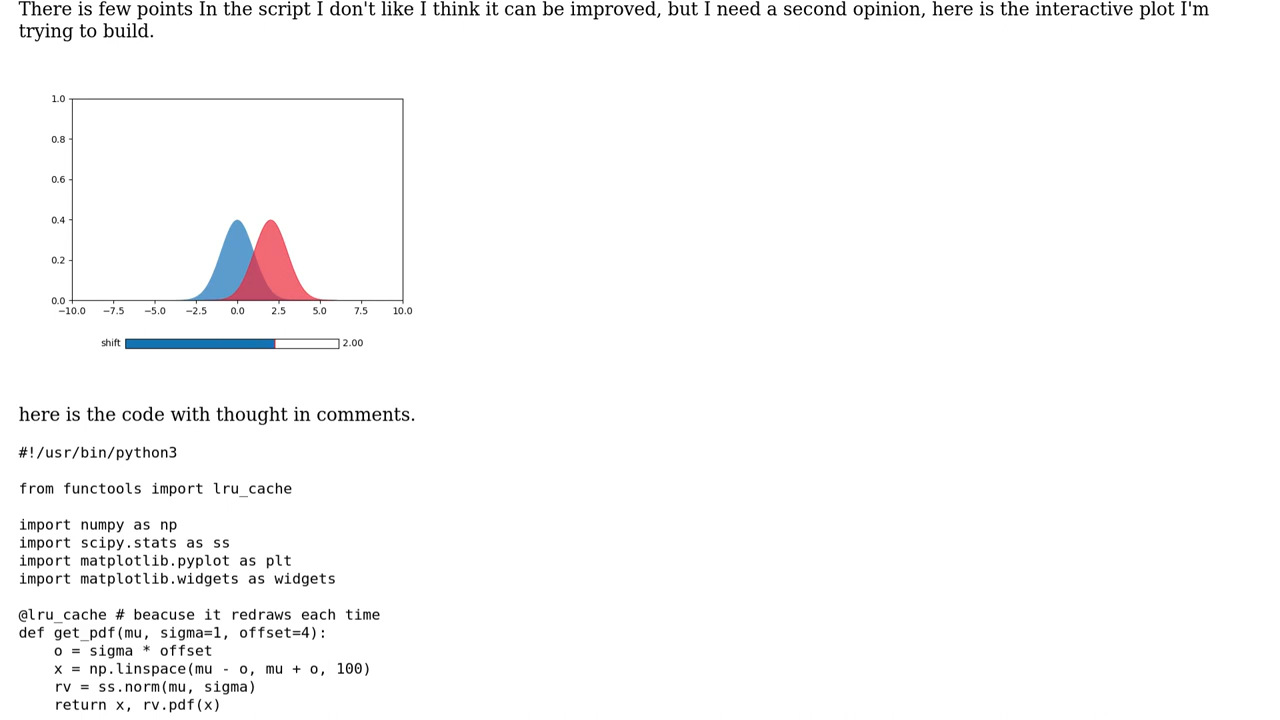 There is few points In the script I don't like I think it can be improved, but I need a second opinion, here is the interactive plot I'm
trying to build.
1.0
0.8
0.6
0.4
0.2
0.0
−10.0 −7.5 −5.0 −2.5 0.0 2.5 5.0 7.5 10.0
shift 2.00
here is the code with thought in comments.
#!/usr/bin/python3
from functools import lru_cache
import numpy as np
import scipy.stats as ss
import matplotlib.pyplot as plt
import matplotlib.widgets as widgets
@lru_cache # beacuse it redraws each time
def get_pdf(mu, sigma=1, offset=4):
    o = sigma * offset
    x = np.linspace(mu - o, mu + o, 100)
    rv = ss.norm(mu, sigma)
    return x, rv.pdf(x)